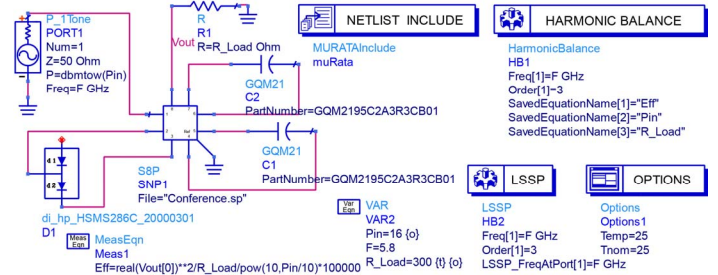 P_1Tone
PORT1
Num=1
Z=50 Ohm
P=dbmtow(Pin)
Freq=F GHz
Vout
R
R1
R=R_Load Ohm
GQM21
C2
PartNumber=GQM2195C2A3R3CB01
Ref
GQM21
C1
PartNumber=GQM2195C2A3R3CB01
S8P
SNP1
File="Conference.sp"
d1
d2
di_hp_HSMS286C_20000301
D1
Meas
Eqn
MeasEqn
Meas1
Eff=real(Vout[0])**2/R_Load/pow(10,Pin/10)*100000
NETLIST INCLUDE
MURATAInclude
muRata
HARMONIC BALANCE
HarmonicBalance
HB1
Freq[1]=F GHz
Order[1]=3
SavedEquationName[1]="Eff"
SavedEquationName[2]="Pin"
SavedEquationName[3]="R_Load"
Var
Eqn
VAR
VAR2
Pin=16 {o}
F=5.8
R_Load=300 {t} {o}
LSSP
LSSP
HB2
Freq[1]=F GHz
Order[1]=3
LSSP_FreqAtPort[1]=F GHz
OPTIONS
Options
Options1
Temp=25
Tnom=25